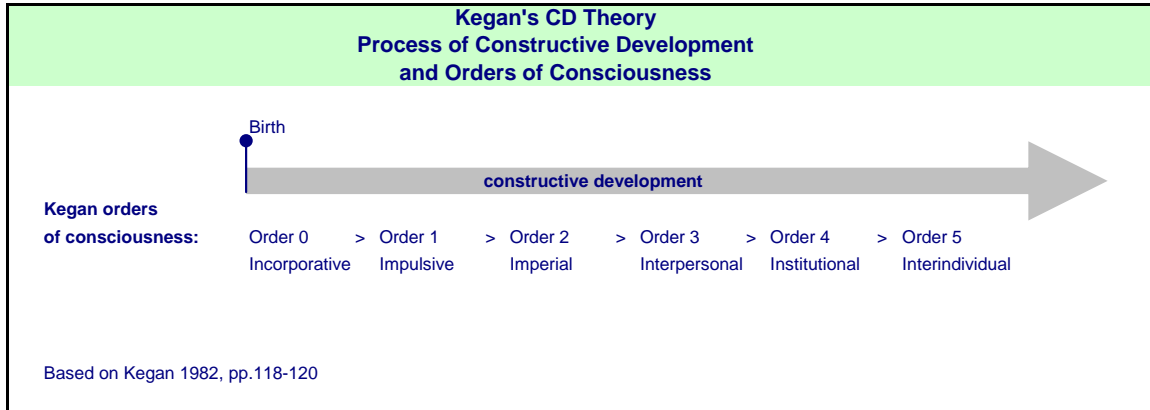 Kegan's CD Theory
Process of Constructive Development
and Orders of Consciousness
Birth
constructive development
Kegan orders
of consciousness: Order 0 > Order 1 > Order 2 > Order 3 > Order 4 > Order 5
Incorporative Impulsive Imperial Interpersonal Institutional Interindividual
Based on Kegan 1982, pp.118-120